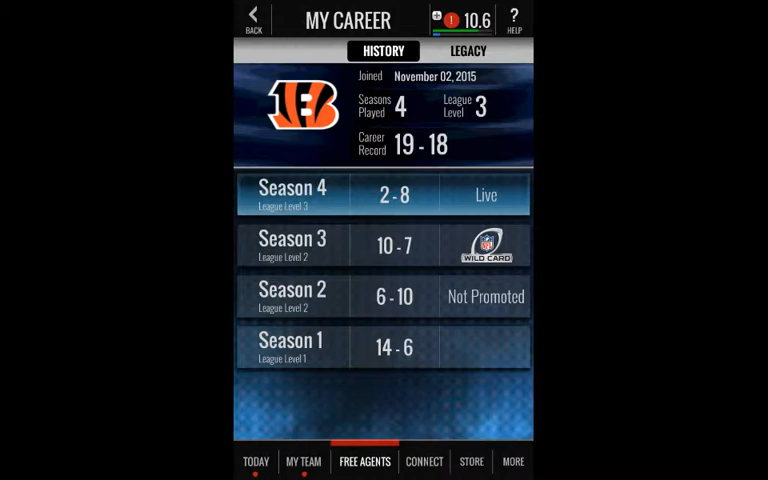 BACK
MY CAREER
1 10.6
? HELP
HISTORY LEGACY
Joined November 02, 2015
Seasons Played 4 League Level 3
Career Record 19 - 18
Season 4 2 - 8 Live
League Level 3
Season 3 10 - 7
League Level 2
NFL
WILD CARD
Season 2 6 - 10 Not Promoted
League Level 2
Season 1 14 - 6
League Level 1
TODAY MY TEAM FREE AGENTS CONNECT STORE MORE